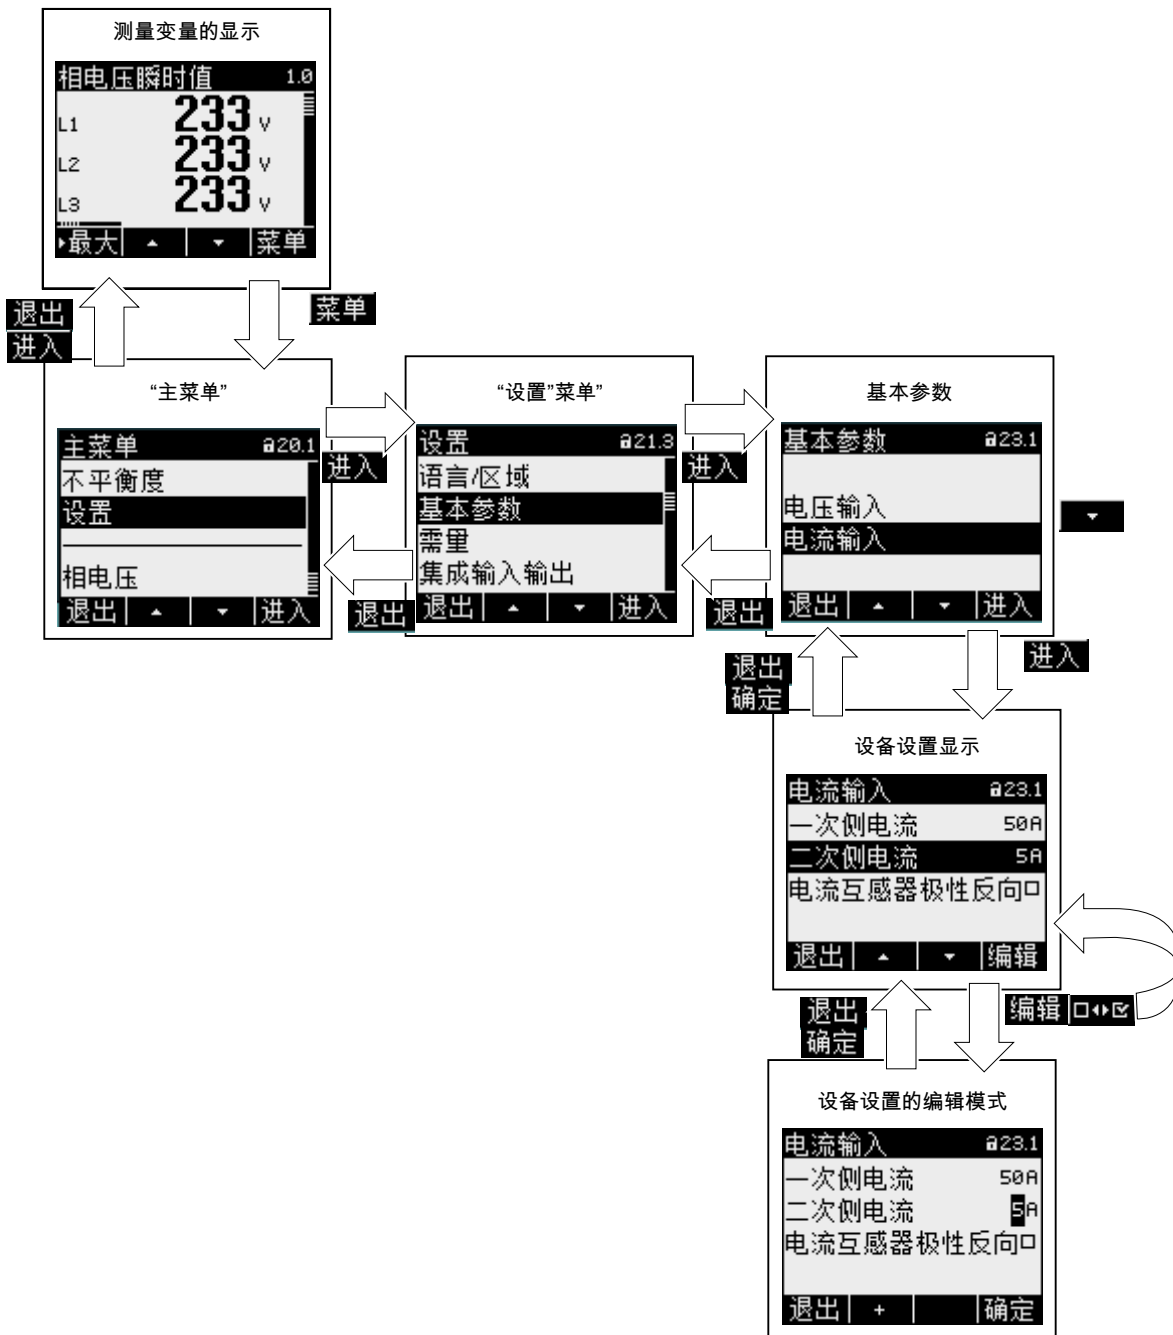 测量变量的显示
相电压瞬时值 1.0
L1 233 V
L2 233 V
L3 233 V
最大 菜单
退出
进入
菜单
“主菜单”
主菜单 20.1
不平衡度
设置
相电压
退出 进入
进入
退出
“设置”菜单”
设置 21.3
语言/区域
基本参数
需量
集成输入输出
退出 进入
进入
退出
基本参数
基本参数 23.1
电压输入
电流输入
退出 进入
退出
确定
进入
设备设置显示
电流输入 23.1
一次侧电流 50A
二次侧电流 5A
电流互感器极性反向
退出 编辑
退出
确定
编辑
设备设置的编辑模式
电流输入 23.1
一次侧电流 50A
二次侧电流 5A
电流互感器极性反向
退出 + 确定